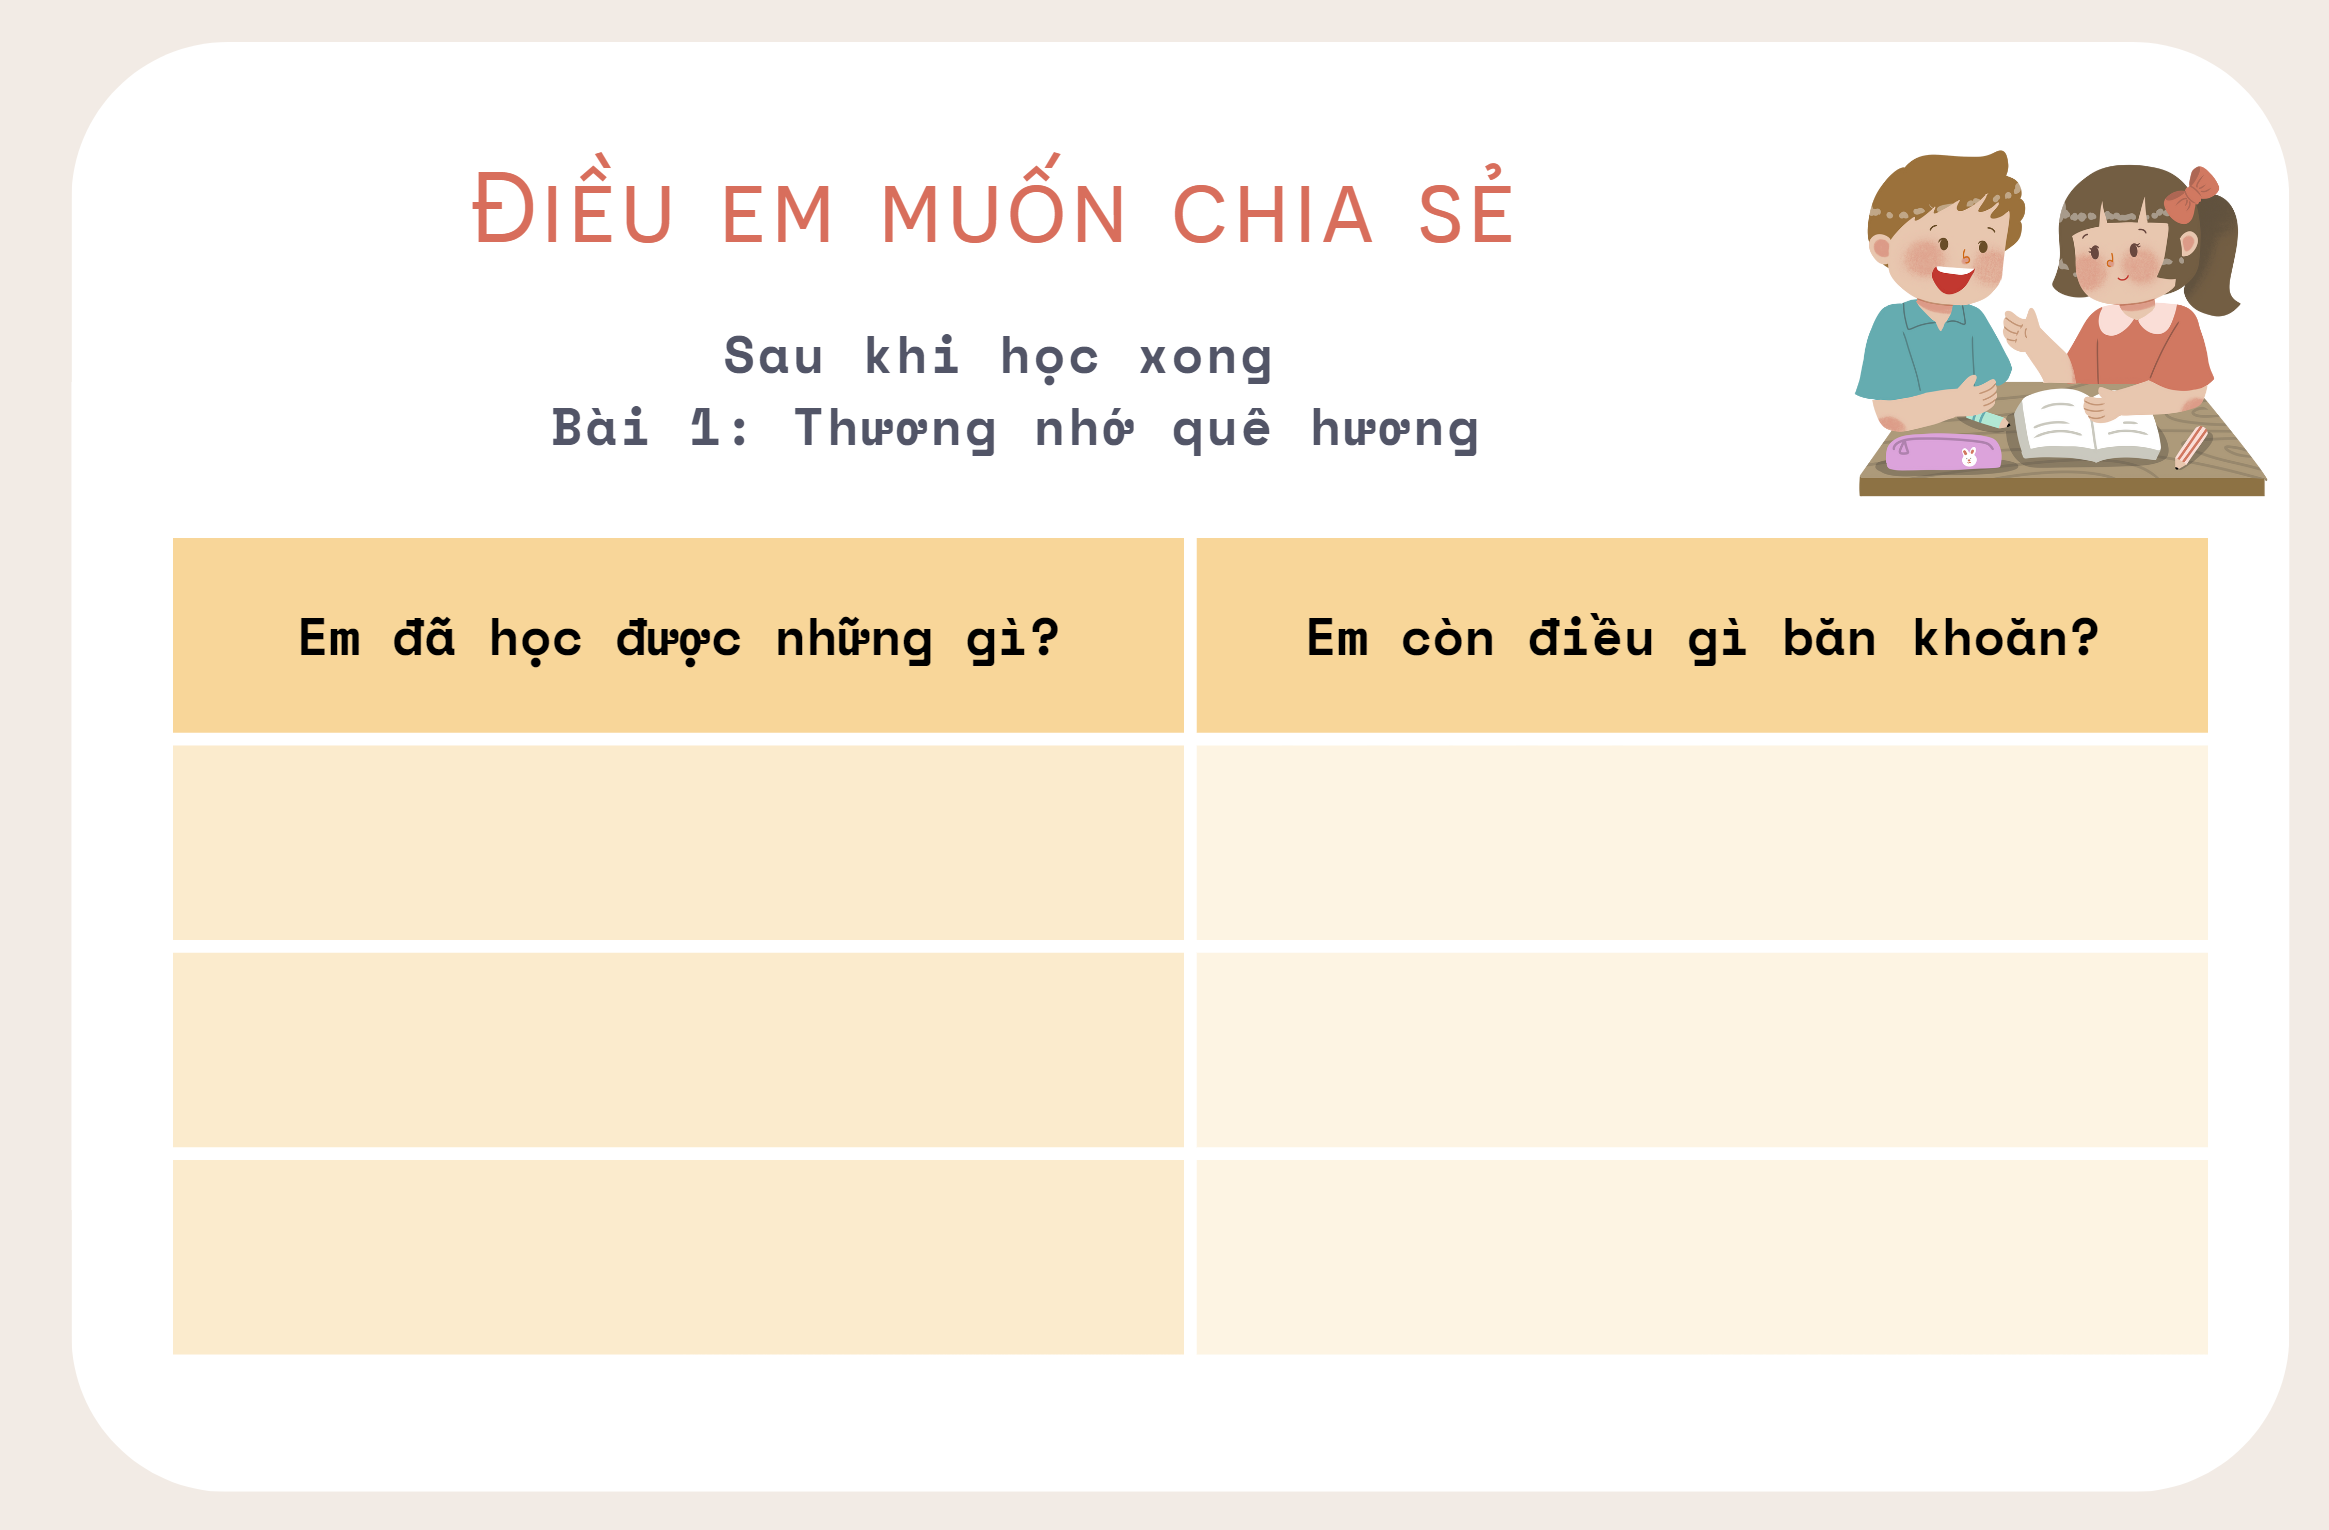 Điều em muốn chia sẻ
Sau khi học xong
Bài 1: Thương nhớ quê hương
Em đã học được những gì?
Em còn điều gì băn khoăn?